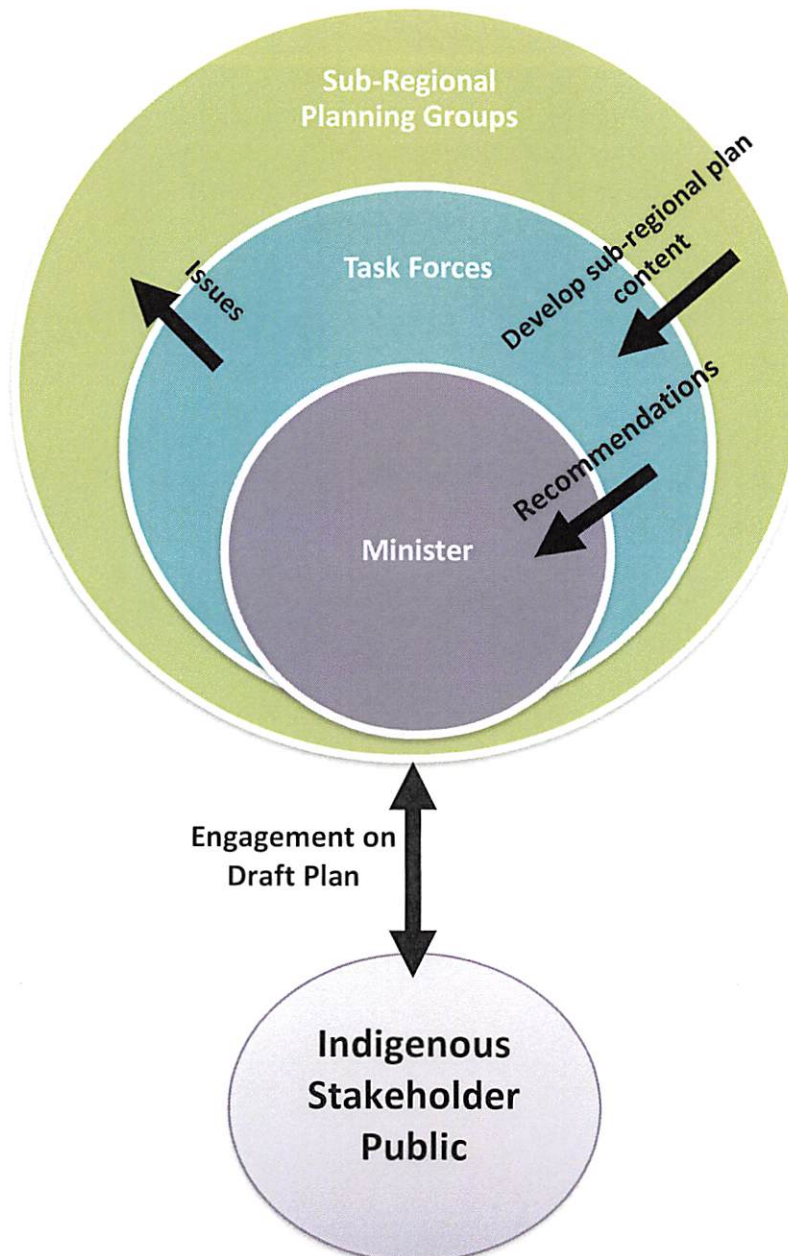 Sub-Regional
Planning Groups
Task Forces
Issues
Develop sub-regional plan
content
Recommendations
Minister
Engagement on
Draft Plan
Indigenous
Stakeholder
Public